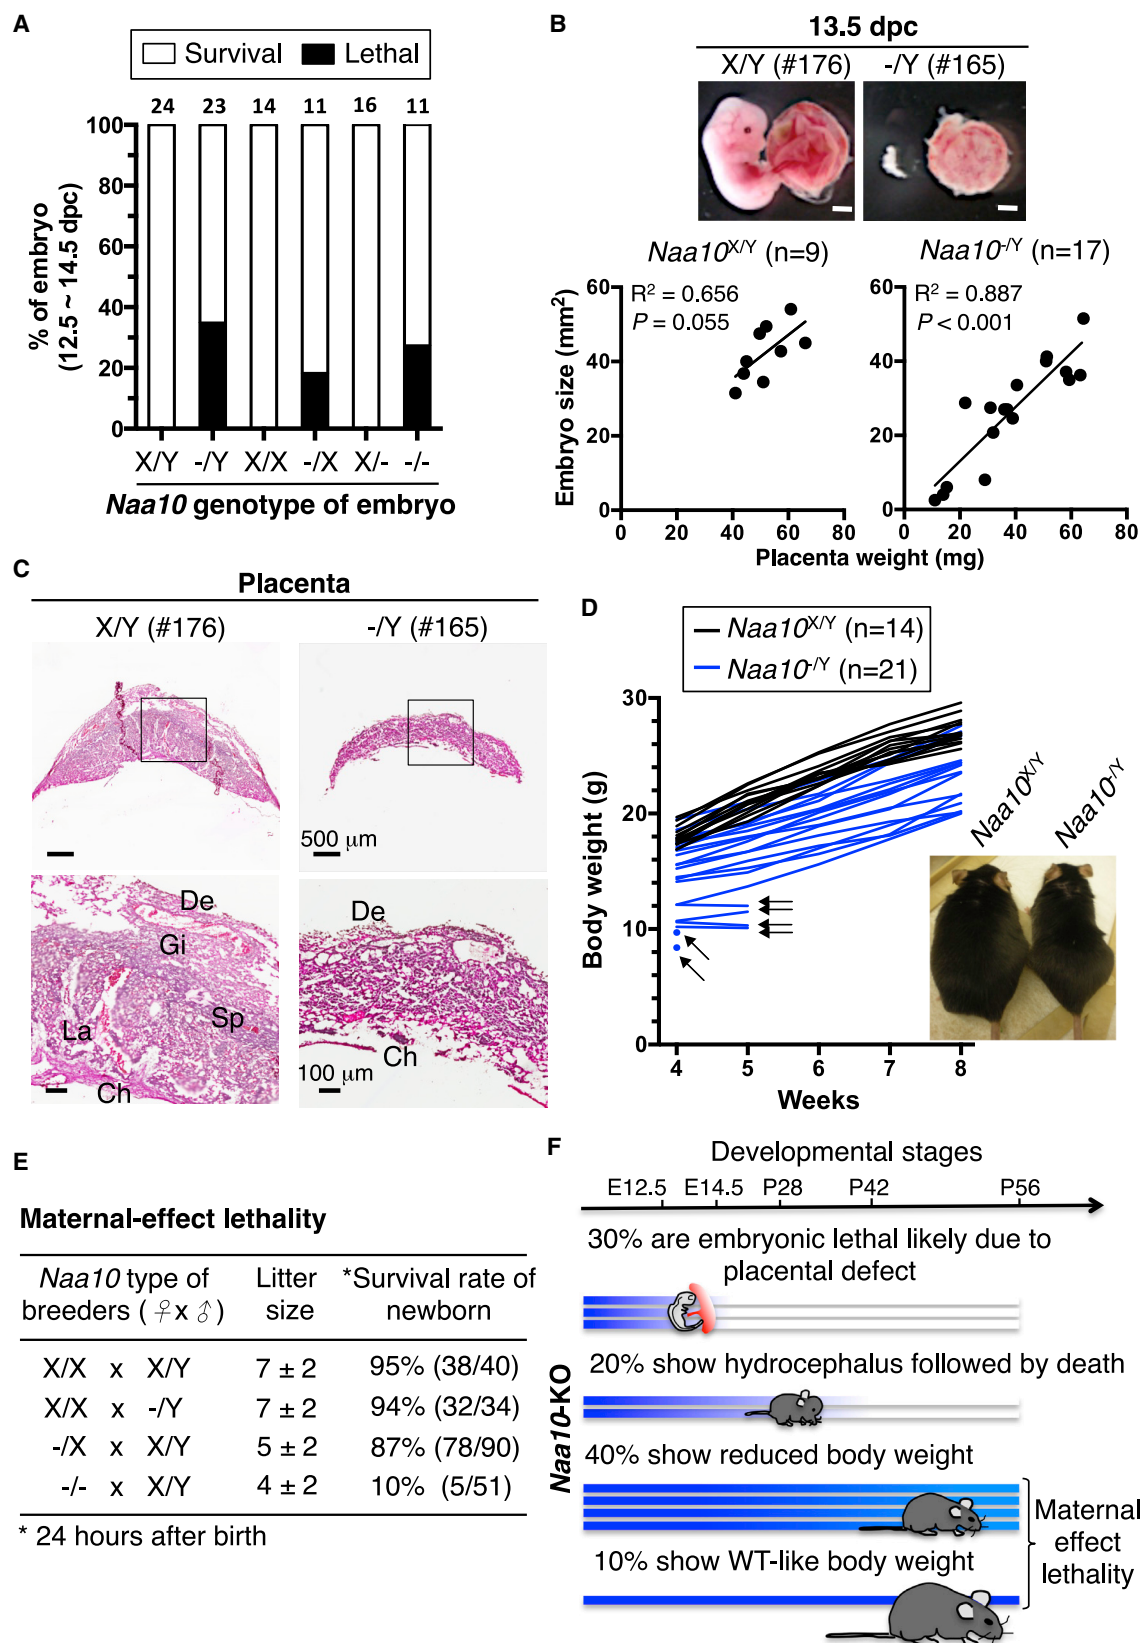 A
Survival Lethal
24 23 14 11 16 11
100
80
60
40
20
0
% of embryo
(12.5 ~ 14.5 dpc)
X/Y -/Y X/X -/X X/- -/-
Naa10 genotype of embryo
B
13.5 dpc
X/Y (#176) -/Y (#165)
Naa10X/Y (n=9) Naa10-/Y (n=17)
Embryo size (mm2)
60
40
20
0
R2 = 0.656
P = 0.055
0 20 40 60 80
60
40
20
0
R2 = 0.887
P < 0.001
0 20 40 60 80
Placenta weight (mg)
C
Placenta
X/Y (#176) -/Y (#165)
500 µm
De
Gi
La
Sp
Ch
De
Ch
100 µm
D
Naa10X/Y (n=14)
Naa10-/Y (n=21)
Body weight (g)
30
20
10
0
4 5 6 7 8
Weeks
Naa10X/Y
Naa10-/Y
E
Maternal-effect lethality
Naa10 type of Litter *Survival rate of
breeders (♀x ♂) size newborn
X/X x X/Y 7 ± 2 95% (38/40)
X/X x -/Y 7 ± 2 94% (32/34)
-/X x X/Y 5 ± 2 87% (78/90)
-/- x X/Y 4 ± 2 10% (5/51)
* 24 hours after birth
F
Developmental stages
E12.5 E14.5 P28 P42 P56
Naa10-KO
30% are embryonic lethal likely due to
placental defect
20% show hydrocephalus followed by death
40% show reduced body weight
10% show WT-like body weight
Maternal
effect
lethality